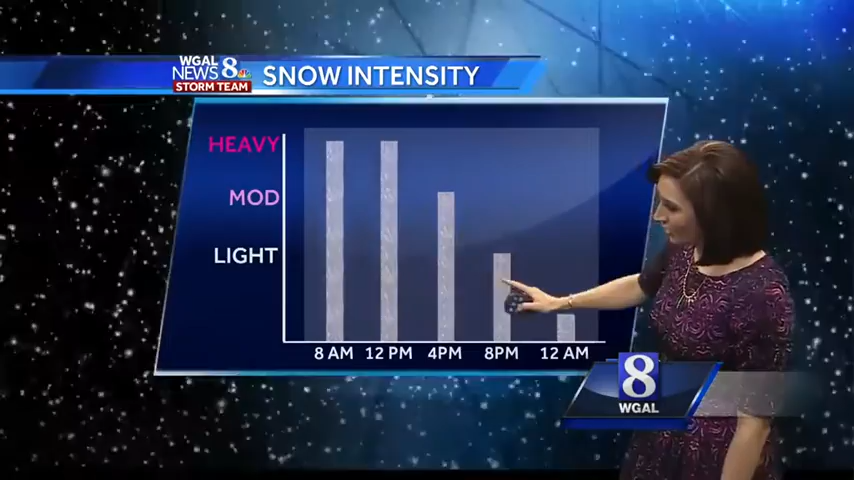 WGAL
NEWS 8
STORM TEAM
SNOW INTENSITY
HEAVY
MOD
LIGHT
8 AM 12 PM 4PM 8PM 12 AM
8
WGAL